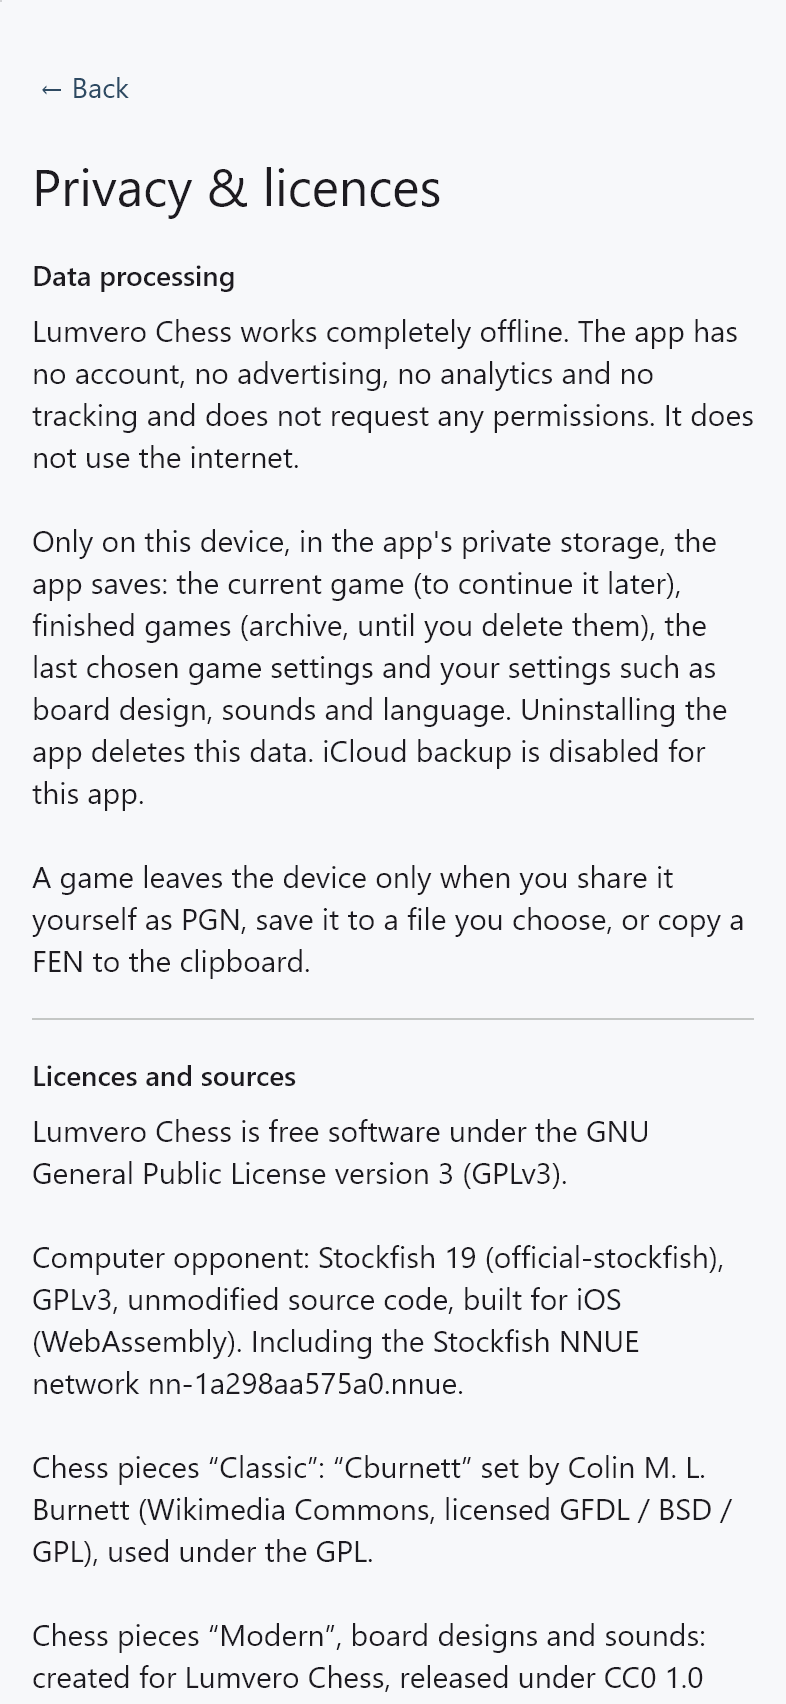 ← Back
Privacy & licences
Data processing
Lumvero Chess works completely offline. The app has
no account, no advertising, no analytics and no
tracking and does not request any permissions. It does
not use the internet.
Only on this device, in the app's private storage, the
app saves: the current game (to continue it later),
finished games (archive, until you delete them), the
last chosen game settings and your settings such as
board design, sounds and language. Uninstalling the
app deletes this data. iCloud backup is disabled for
this app.
A game leaves the device only when you share it
yourself as PGN, save it to a file you choose, or copy a
FEN to the clipboard.
Licences and sources
Lumvero Chess is free software under the GNU
General Public License version 3 (GPLv3).
Computer opponent: Stockfish 19 (official-stockfish),
GPLv3, unmodified source code, built for iOS
(WebAssembly). Including the Stockfish NNUE
network nn-1a298aa575a0.nnue.
Chess pieces “Classic”: “Cburnett” set by Colin M. L.
Burnett (Wikimedia Commons, licensed GFDL / BSD /
GPL), used under the GPL.
Chess pieces “Modern”, board designs and sounds:
created for Lumvero Chess, released under CC0 1.0